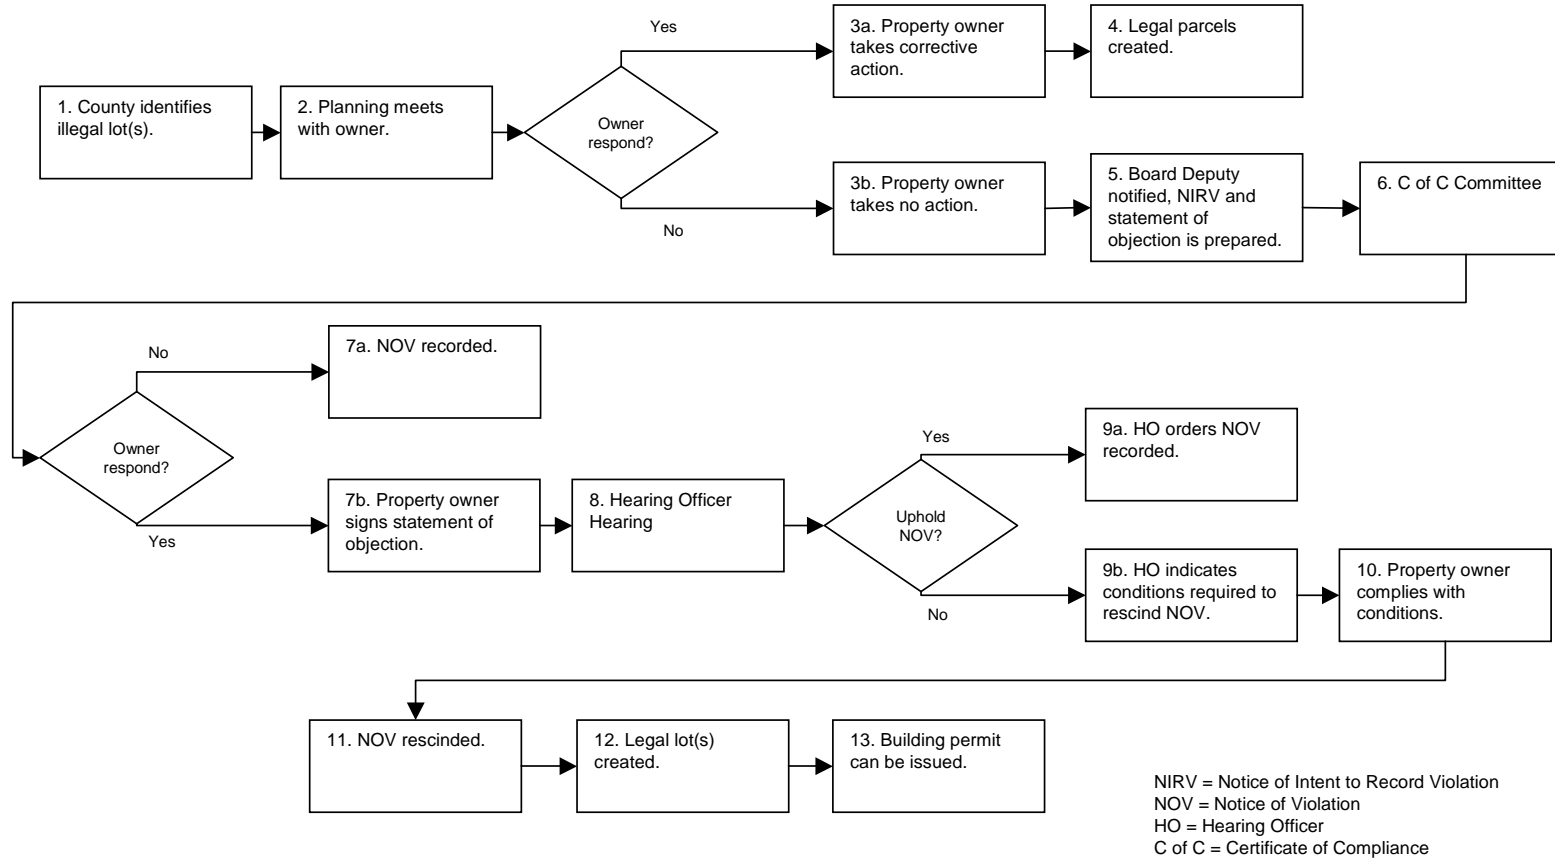 Yes
3a. Property owner
takes corrective
action.
4. Legal parcels
created.
1. County identifies
illegal lot(s).
2. Planning meets
with owner.
Owner
respond?
3b. Property owner
takes no action.
5. Board Deputy
notified, NIRV and
statement of
objection is prepared.
6. C of C Committee
No
No
7a. NOV recorded.
Owner
respond?
Yes
7b. Property owner
signs statement of
objection.
8. Hearing Officer
Hearing
Uphold
NOV?
Yes
9a. HO orders NOV
recorded.
No
9b. HO indicates
conditions required to
rescind NOV.
10. Property owner
complies with
conditions.
11. NOV rescinded.
12. Legal lot(s)
created.
13. Building permit
can be issued.
NIRV = Notice of Intent to Record Violation
NOV = Notice of Violation
HO = Hearing Officer
C of C = Certificate of Compliance